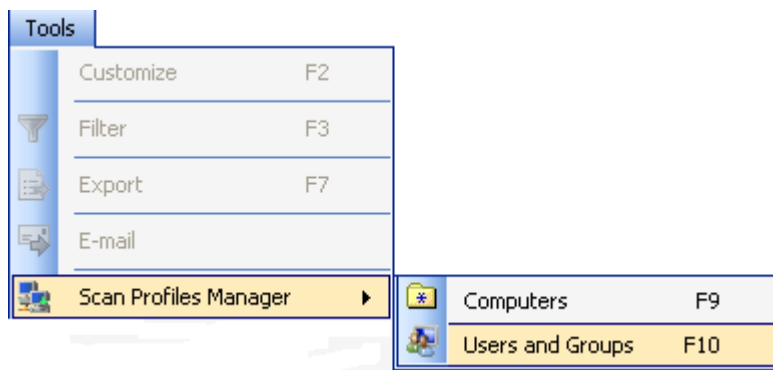 Tools
Customize F2
Filter F3
Export F7
E-mail
Scan Profiles Manager
Computers F9
Users and Groups F10